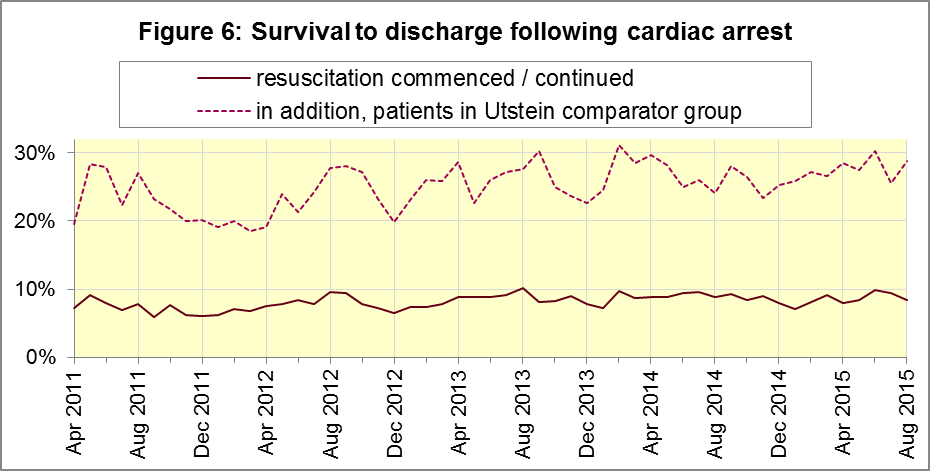 Figure 6: Survival to discharge following cardiac arrest
resuscitation commenced / continued
in addition, patients in Utstein comparator group
30%
20%
10%
0%
Apr 2011
Aug 2011
Dec 2011
Apr 2012
Aug 2012
Dec 2012
Apr 2013
Aug 2013
Dec 2013
Apr 2014
Aug 2014
Dec 2014
Apr 2015
Aug 2015